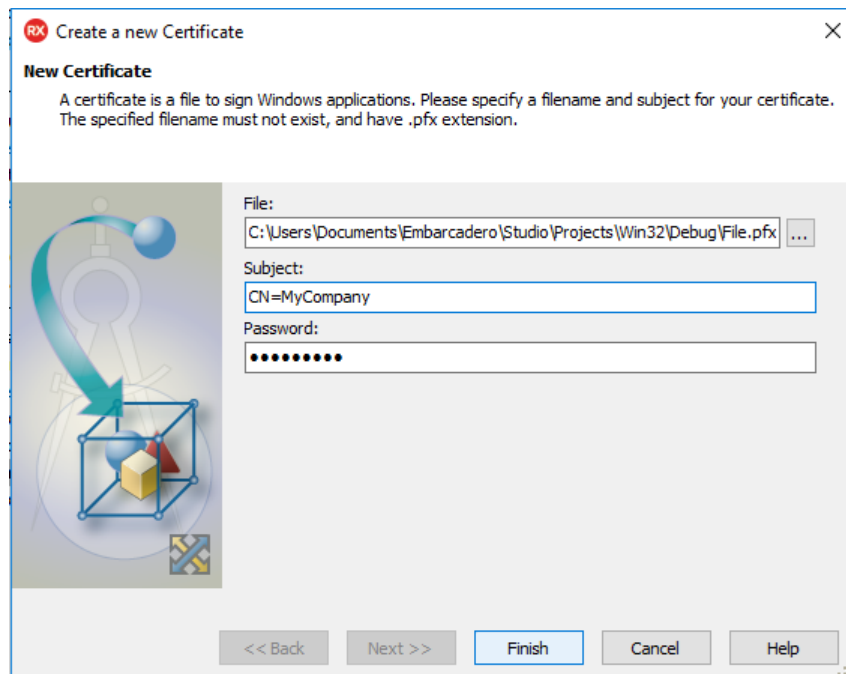 RX Create a new Certificate
New Certificate
A certificate is a file to sign Windows applications. Please specify a filename and subject for your certificate.
The specified filename must not exist, and have .pfx extension.
File:
C:\Users\Documents\Embarcadero\Studio\Projects\Win32\Debug\File.pfx ...
Subject:
CN=MyCompany
Password:
●●●●●●●●●
<< Back Next >> Finish Cancel Help